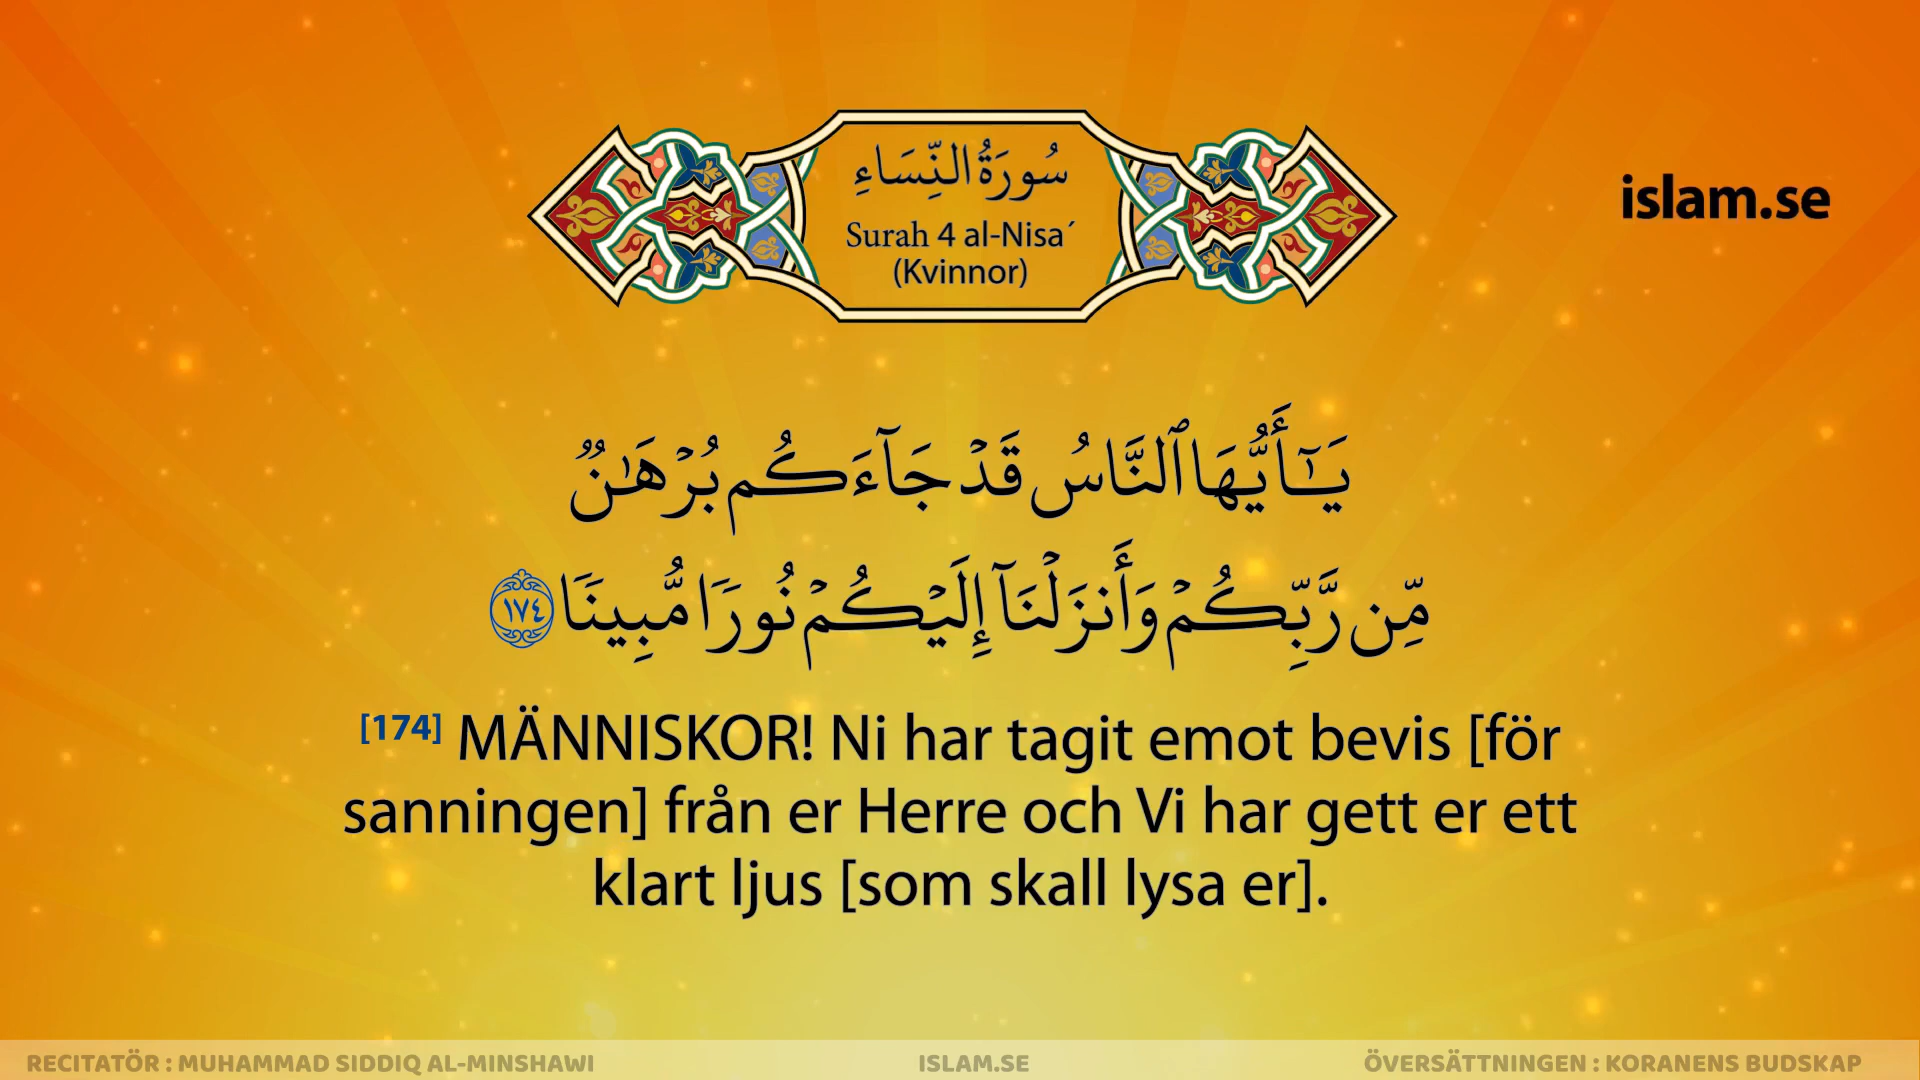 سُورَةُ النِّسَاءِ
Surah 4 al-Nisa´
(Kvinnor)
islam.se
يَـٰٓأَيُّهَا ٱلنَّاسُ قَدْ جَآءَكُم بُرْهَـٰنٌ
مِّن رَّبِّكُمْ وَأَنزَلْنَآ إِلَيْكُمْ نُورًا مُّبِينًا ١٧٤
[174] MÄNNISKOR! Ni har tagit emot bevis [för
sanningen] från er Herre och Vi har gett er ett
klart ljus [som skall lysa er].
RECITATÖR : MUHAMMAD SIDDIQ AL-MINSHAWI
ISLAM.SE
ÖVERSÄTTNINGEN : KORANENS BUDSKAP